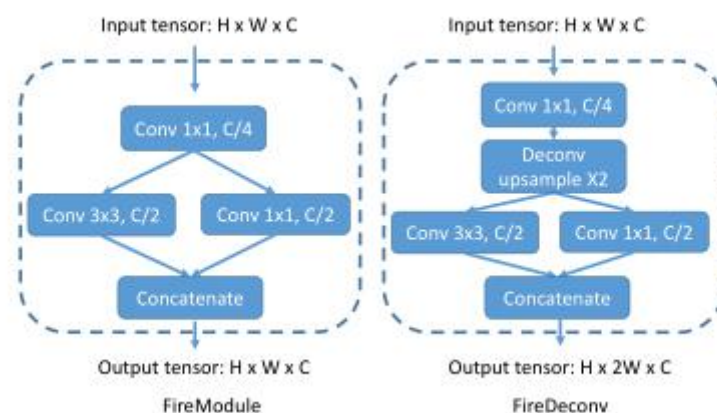 Input tensor: H x W x C
Conv 1x1, C/4
Conv 3x3, C/2
Conv 1x1, C/2
Concatenate
Output tensor: H x W x C
FireModule
Input tensor: H x W x C
Conv 1x1, C/4
Deconv
upsample X2
Conv 3x3, C/2
Conv 1x1, C/2
Concatenate
Output tensor: H x 2W x C
FireDeconv